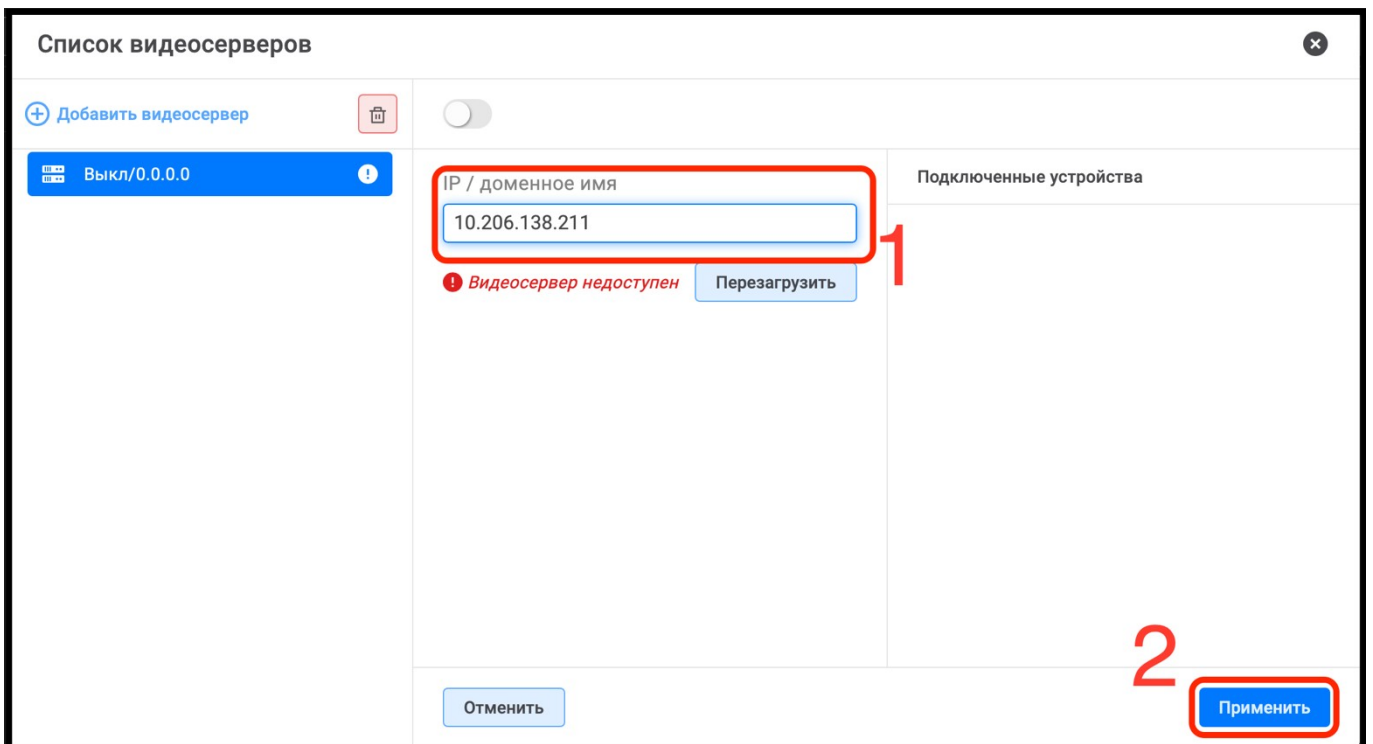 Список видеосерверов
Добавить видеосервер
Выкл/0.0.0.0
IP / доменное имя
10.206.138.211
1
Видеосервер недоступен
Перезагрузить
Подключенные устройства
2
Отменить
Применить